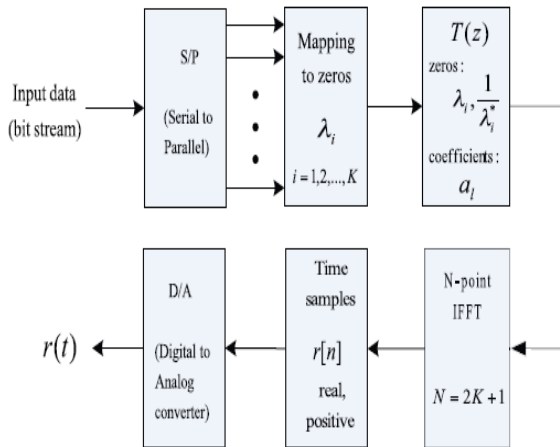 Input data
(bit stream)
S/P
(Serial to
Parallel)
Mapping
to zeros
λ_i
i = 1,2,...,K
T(z)
zeros :
λ_i, 1/λ_i^*
coefficients :
a_l
N-point
IFFT
N = 2K + 1
Time
samples
r[n]
real,
positive
D/A
(Digital to
Analog
converter)
r(t)